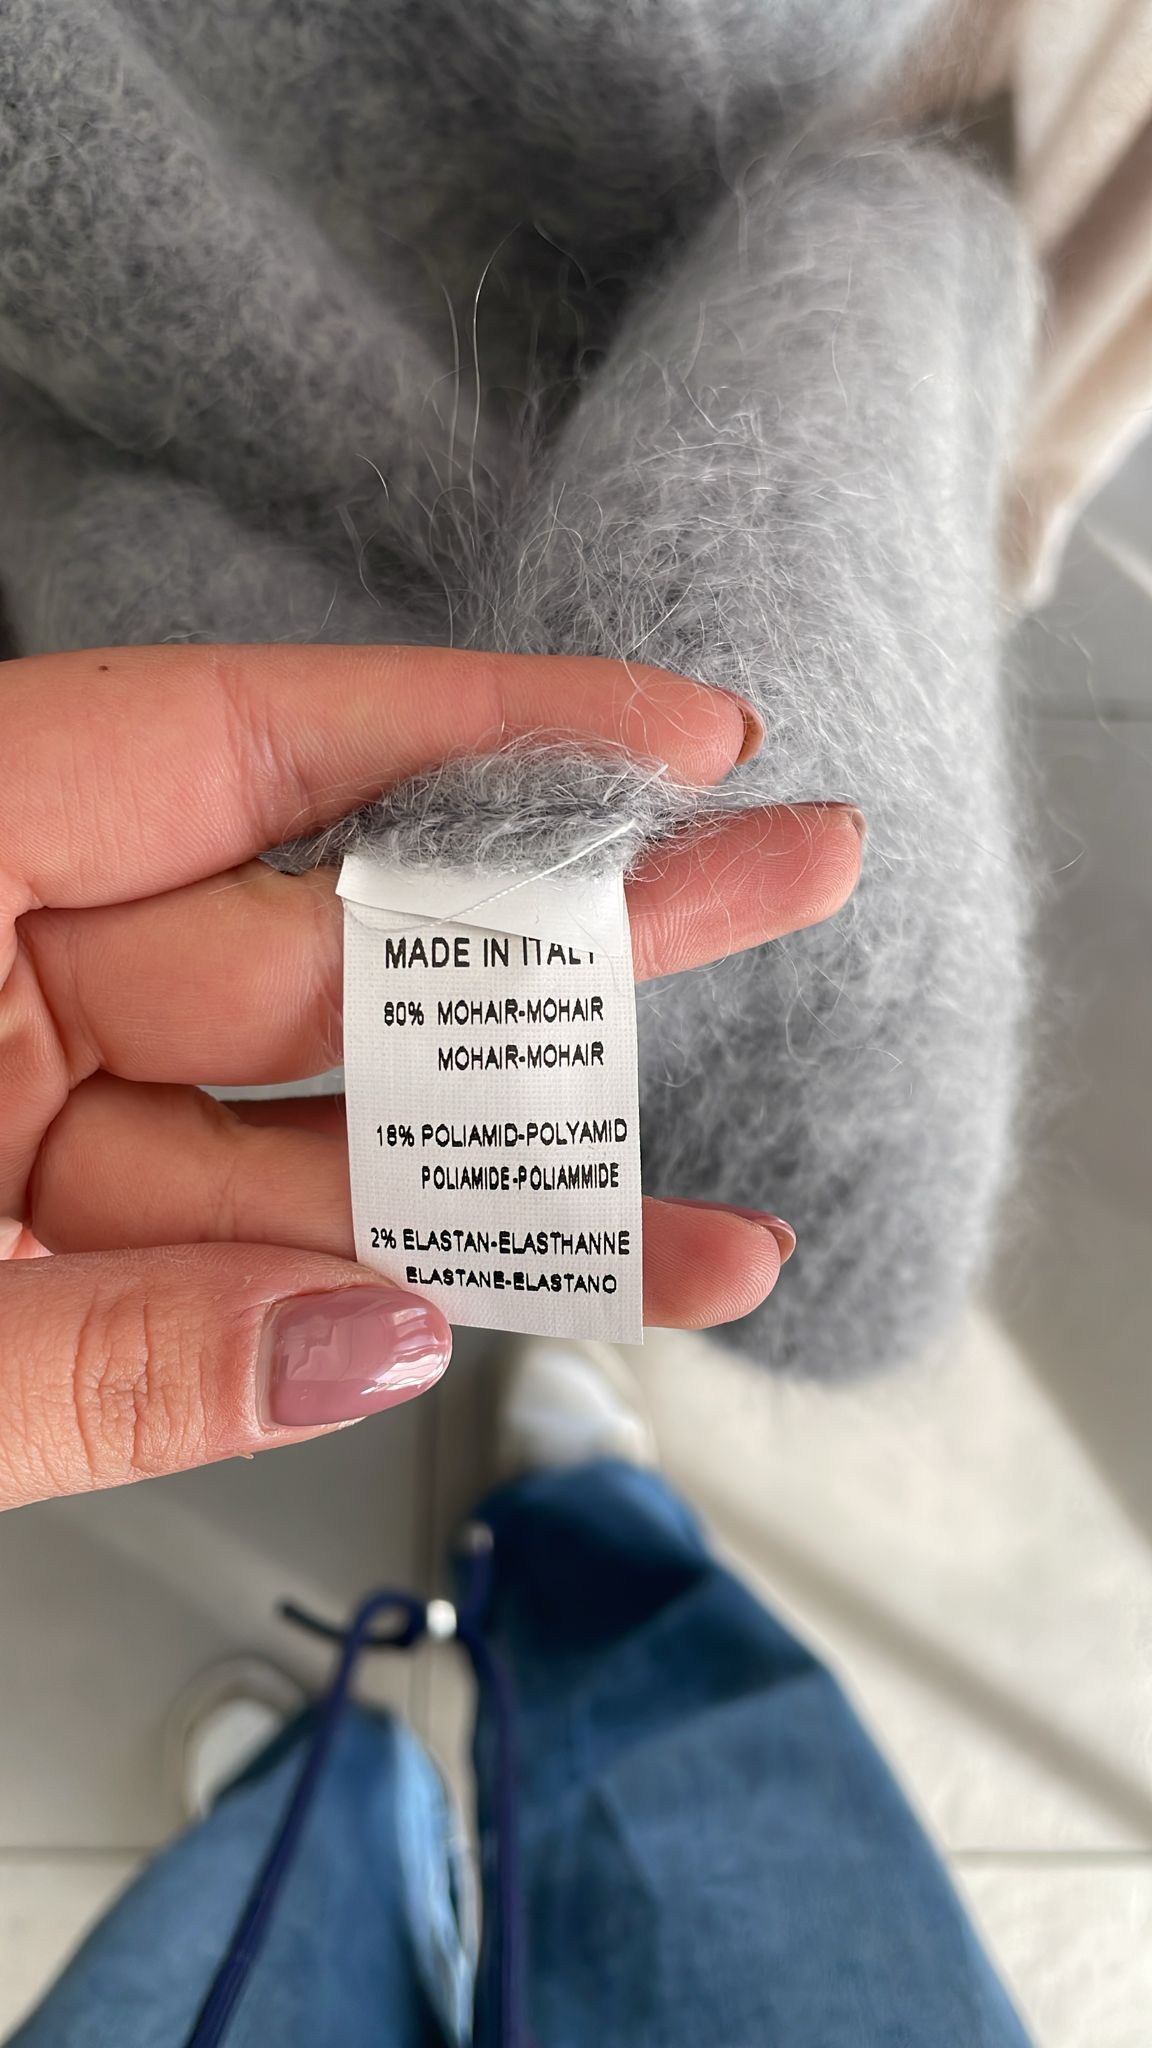 MADE IN ITALY
80% MOHAIR-MOHAIR
MOHAIR-MOHAIR
18% POLIAMID-POLYAMID
POLIAMIDE-POLIAMMIDE
2% ELASTAN-ELASTHANNE
ELASTANE-ELASTANO